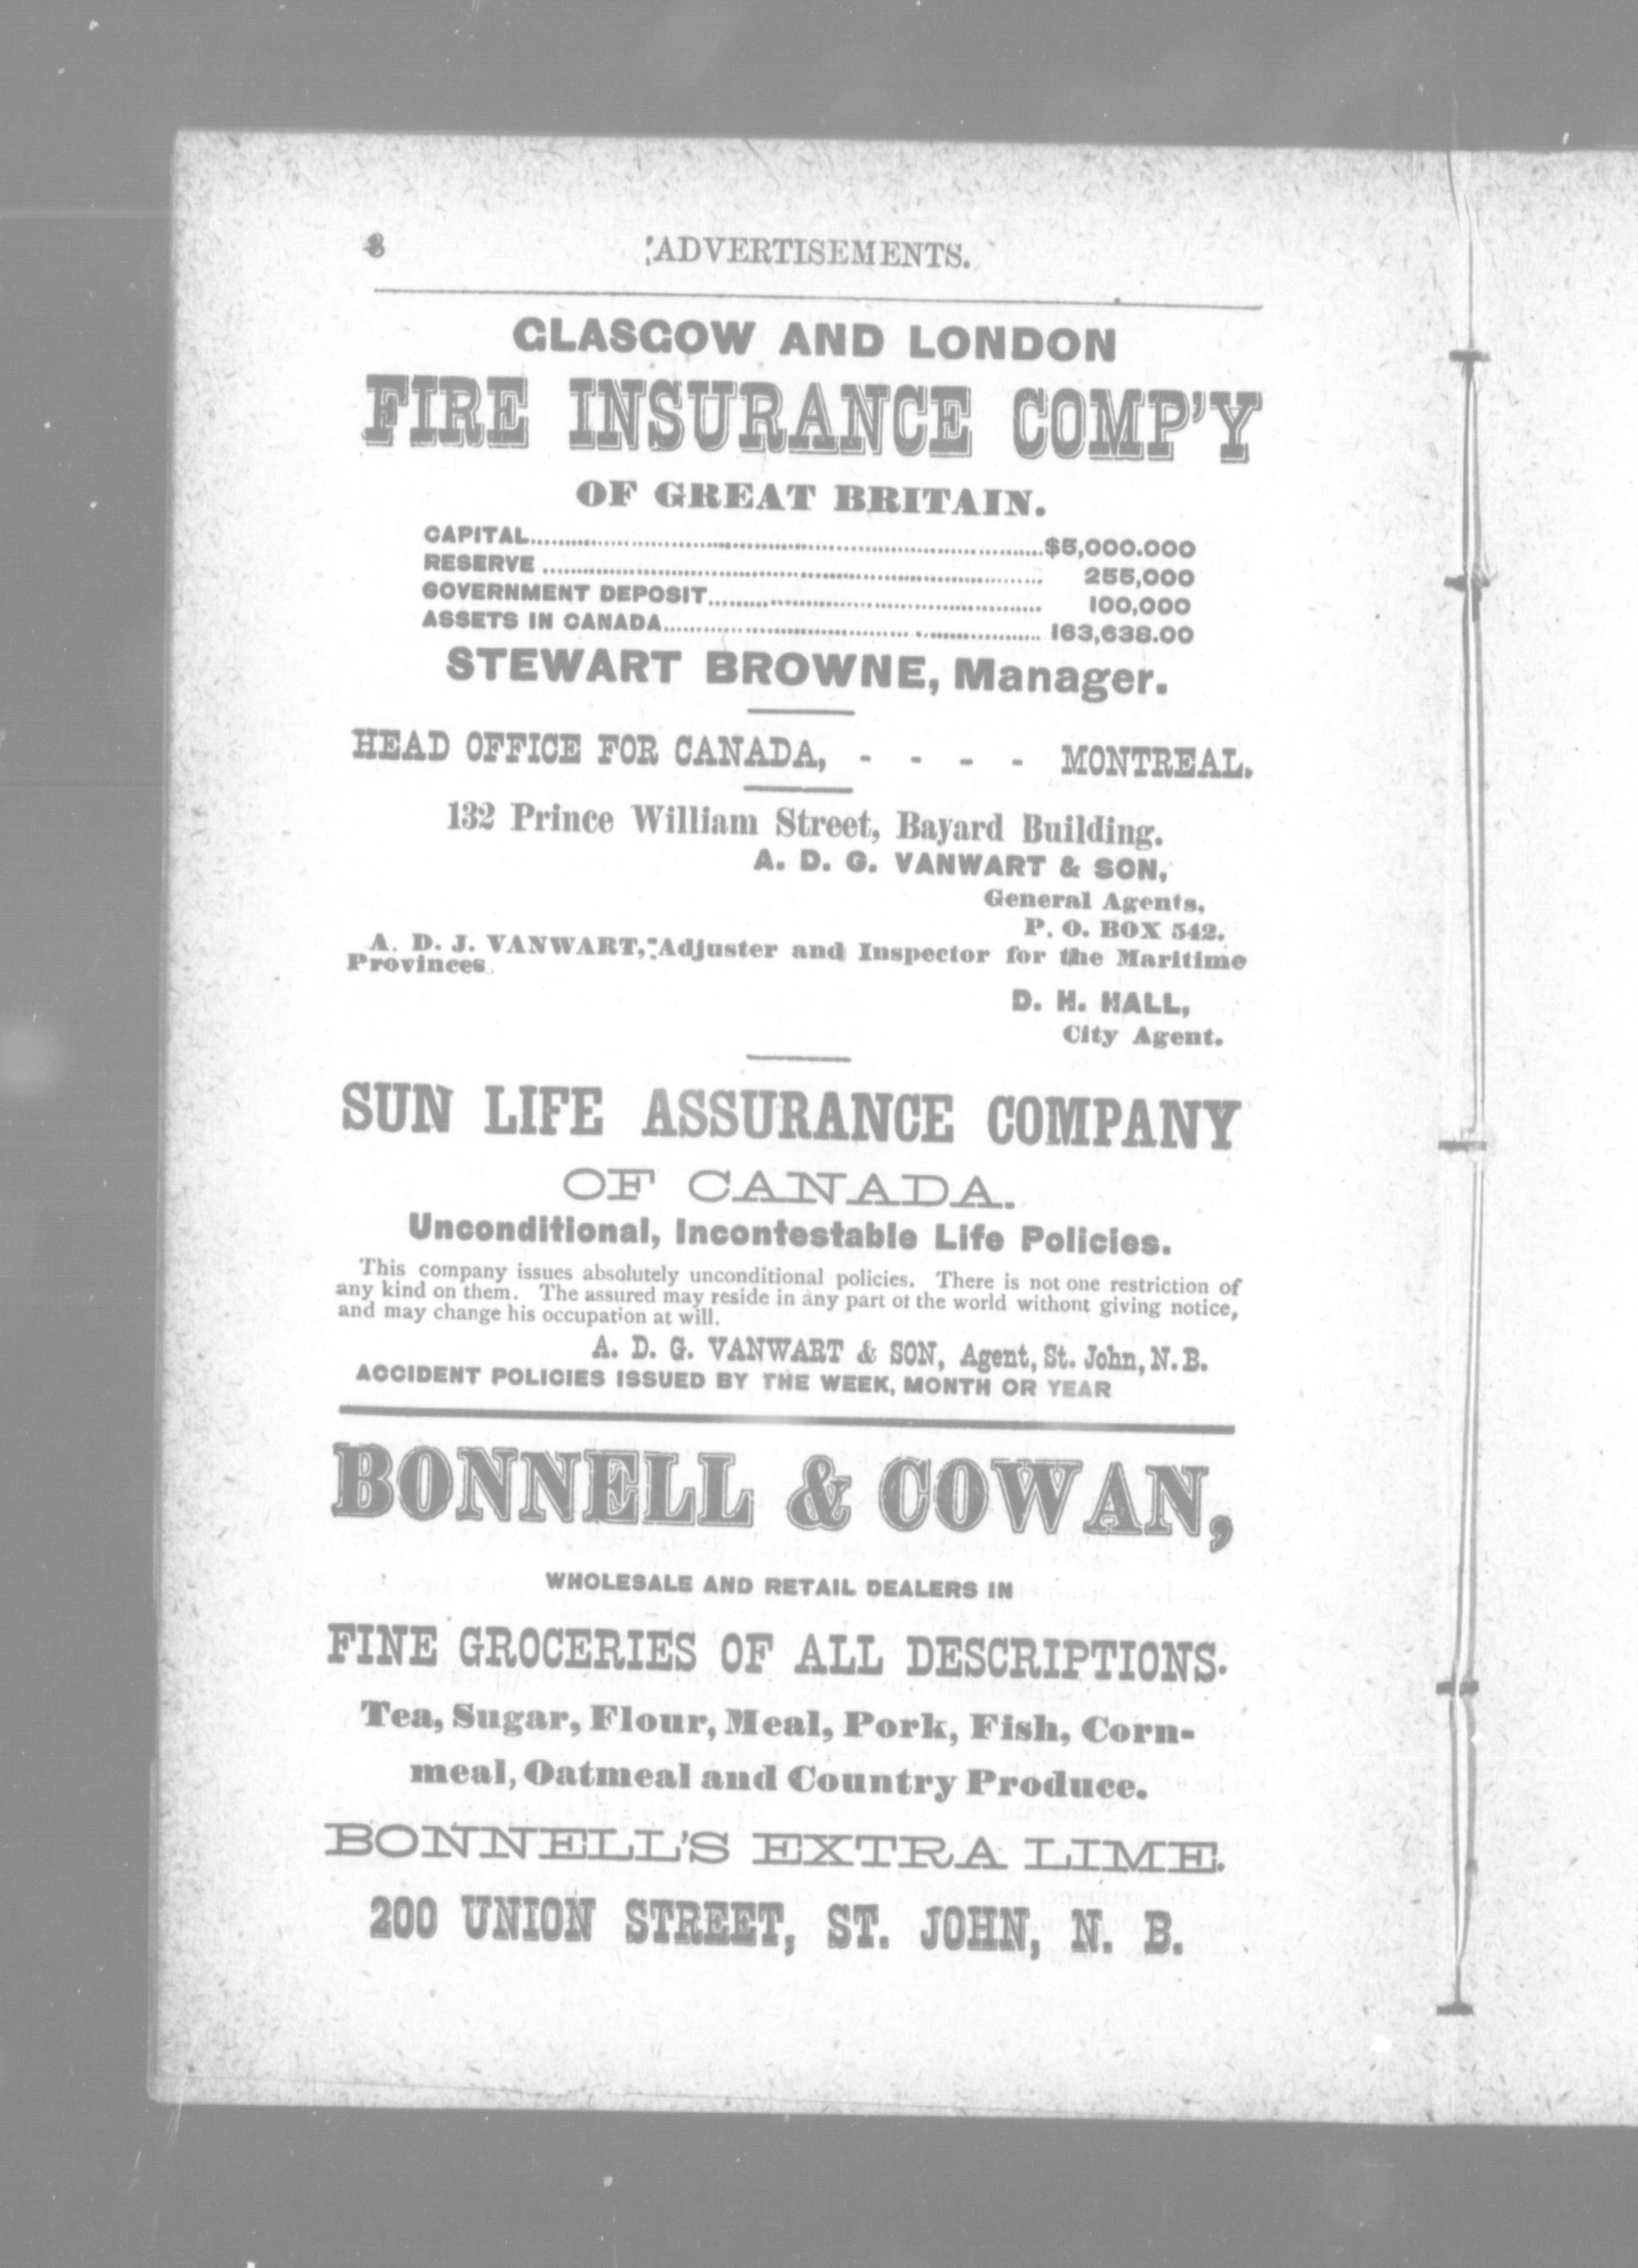 8 ADVERTISEMENTS.
GLASGOW AND LONDON
FIRE INSURANCE COMP'Y
OF GREAT BRITAIN.
CAPITAL........................................$5,000.000
RESERVE ........................................ 255,000
GOVERNMENT DEPOSIT........................................ 100,000
ASSETS IN CANADA........................................ 163,638.00
STEWART BROWNE, Manager.
HEAD OFFICE FOR CANADA, - - - - MONTREAL.
132 Prince William Street, Bayard Building.
A. D. G. VANWART & SON,
General Agents,
P. O. BOX 542.
A. D. J. VANWART, Adjuster and Inspector for the Maritime
Provinces.
D. H. HALL,
City Agent.
SUN LIFE ASSURANCE COMPANY
OF CANADA.
Unconditional, Incontestable Life Policies.
This company issues absolutely unconditional policies. There is not one restriction of
any kind on them. The assured may reside in any part ot the world withont giving notice,
and may change his occupation at will.
A. D. G. VANWART & SON, Agent, St. John, N. B.
ACCIDENT POLICIES ISSUED BY THE WEEK, MONTH OR YEAR
BONNELL & COWAN,
WHOLESALE AND RETAIL DEALERS IN
FINE GROCERIES OF ALL DESCRIPTIONS.
Tea, Sugar, Flour, Meal, Pork, Fish, Corn-
meal, Oatmeal and Country Produce.
BONNELL'S EXTRA LIME.
200 UNION STREET, ST. JOHN, N. B.